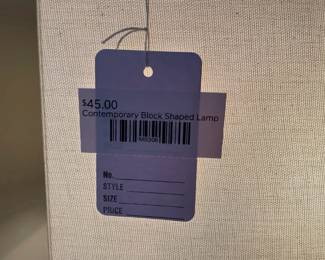 $45.00
Contemporary Block Shaped Lamp
No.
STYLE
SIZE
PRICE